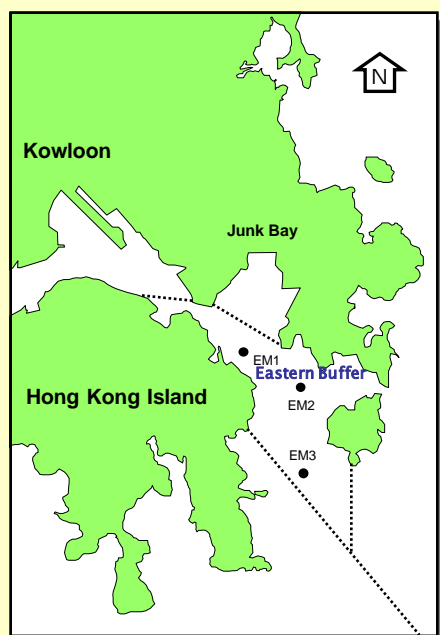 N
Kowloon
Junk Bay
EM1
Eastern Buffer
Hong Kong Island
EM2
EM3